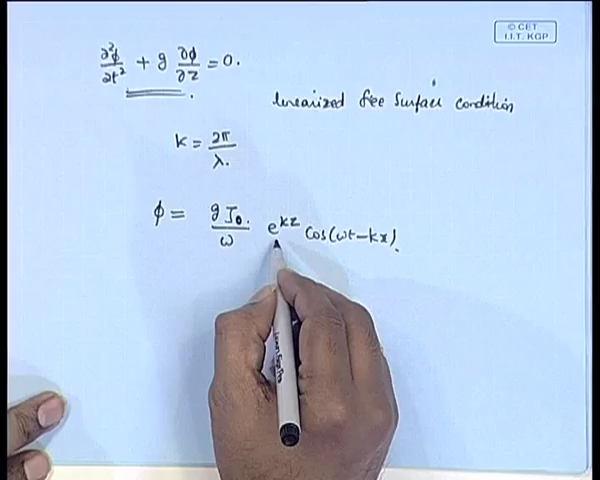 © CET
I.I.T. KGP
∂²ϕ/∂t² + g ∂ϕ/∂z = 0.
linearized free surface condition
k = 2π/λ.
ϕ = gζ₀/ω e^{kz} cos(ωt−kx).